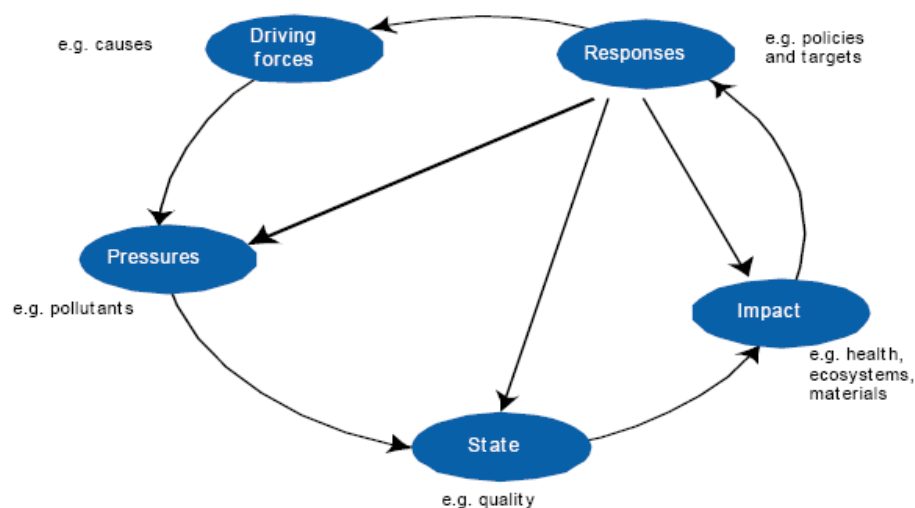 e.g. causes
Driving
forces
Responses
e.g. policies
and targets
Pressures
e.g. pollutants
Impact
e.g. health,
ecosystems,
materials
State
e.g. quality